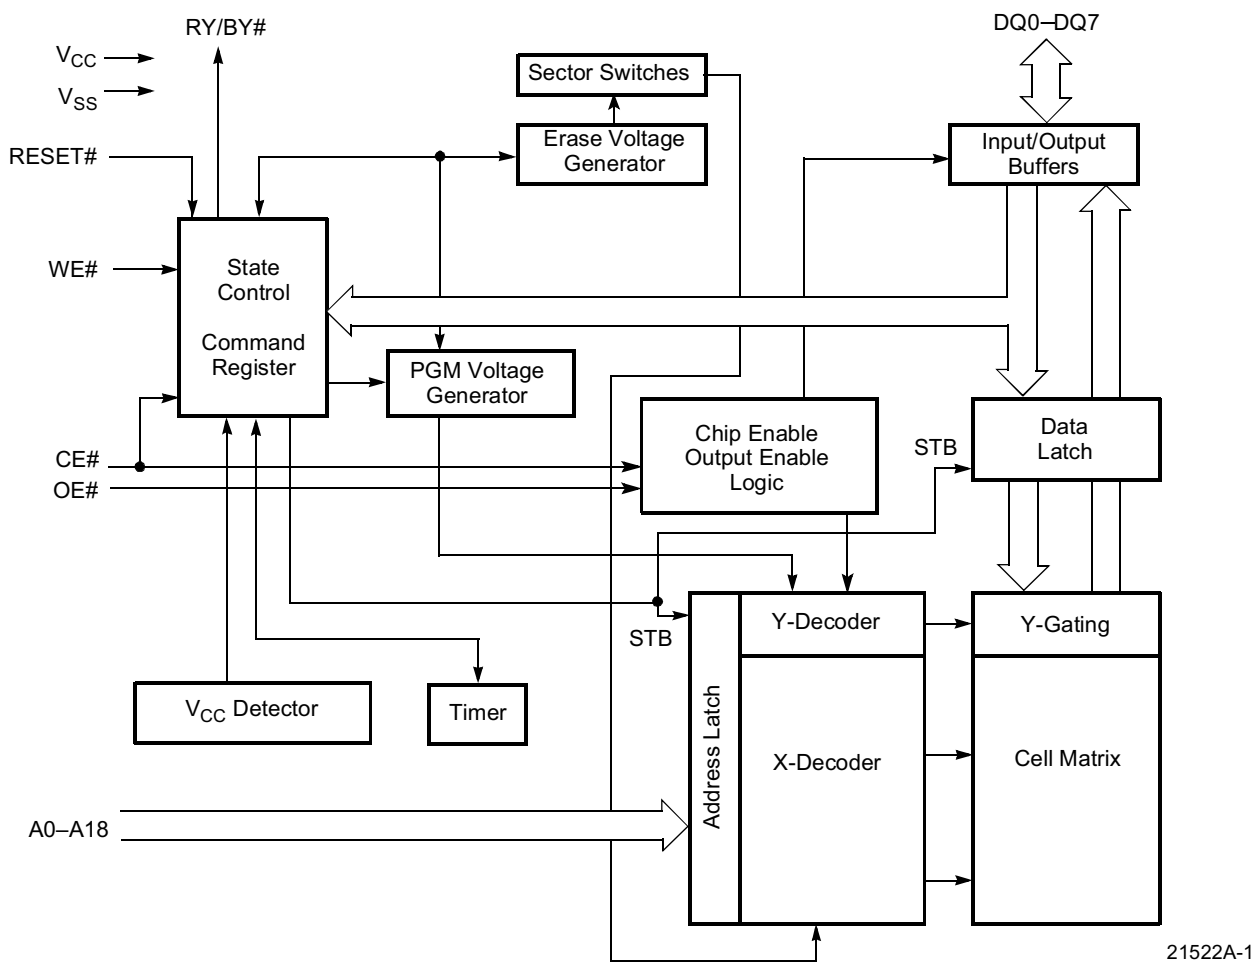 RY/BY#
DQ0–DQ7
VCC
VSS
Sector Switches
Erase Voltage
Generator
Input/Output
Buffers
RESET#
WE#
State
Control
Command
Register
PGM Voltage
Generator
Chip Enable
Output Enable
Logic
STB
Data
Latch
CE#
OE#
STB
Y-Decoder
Y-Gating
VCC Detector
Timer
Address Latch
X-Decoder
Cell Matrix
A0–A18
21522A-1